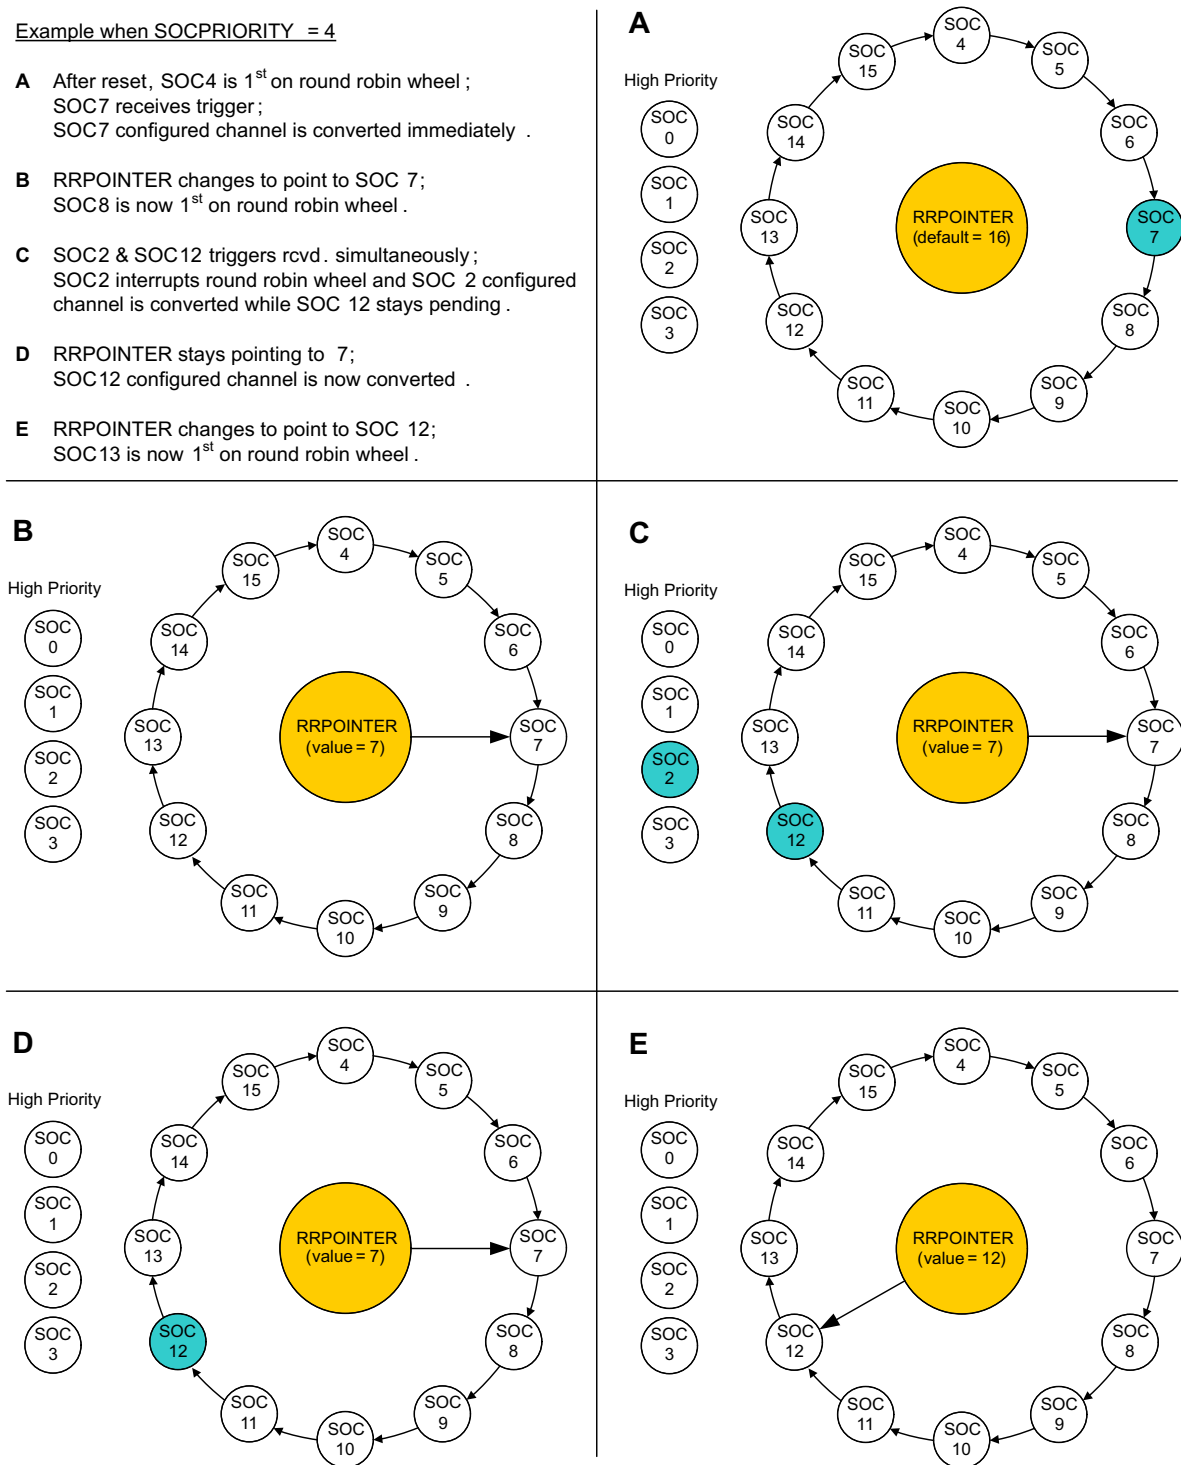 Example when SOCPRIORITY = 4
A After reset, SOC4 is 1st on round robin wheel;
SOC7 receives trigger;
SOC7 configured channel is converted immediately .
B RRPOINTER changes to point to SOC 7;
SOC8 is now 1st on round robin wheel .
C SOC2 & SOC12 triggers rcvd. simultaneously;
SOC2 interrupts round robin wheel and SOC 2 configured
channel is converted while SOC 12 stays pending .
D RRPOINTER stays pointing to 7;
SOC12 configured channel is now converted .
E RRPOINTER changes to point to SOC 12;
SOC13 is now 1st on round robin wheel .
A
High Priority
SOC
0
SOC
1
SOC
2
SOC
3
SOC
4
SOC
5
SOC
6
SOC
7
SOC
8
SOC
9
SOC
10
SOC
11
SOC
12
SOC
13
SOC
14
SOC
15
RRPOINTER
(default = 16)
B
High Priority
SOC
0
SOC
1
SOC
2
SOC
3
SOC
4
SOC
5
SOC
6
SOC
7
SOC
8
SOC
9
SOC
10
SOC
11
SOC
12
SOC
13
SOC
14
SOC
15
RRPOINTER
(value = 7)
C
High Priority
SOC
0
SOC
1
SOC
2
SOC
3
SOC
4
SOC
5
SOC
6
SOC
7
SOC
8
SOC
9
SOC
10
SOC
11
SOC
12
SOC
13
SOC
14
SOC
15
RRPOINTER
(value = 7)
D
High Priority
SOC
0
SOC
1
SOC
2
SOC
3
SOC
4
SOC
5
SOC
6
SOC
7
SOC
8
SOC
9
SOC
10
SOC
11
SOC
12
SOC
13
SOC
14
SOC
15
RRPOINTER
(value = 7)
E
High Priority
SOC
0
SOC
1
SOC
2
SOC
3
SOC
4
SOC
5
SOC
6
SOC
7
SOC
8
SOC
9
SOC
10
SOC
11
SOC
12
SOC
13
SOC
14
SOC
15
RRPOINTER
(value = 12)